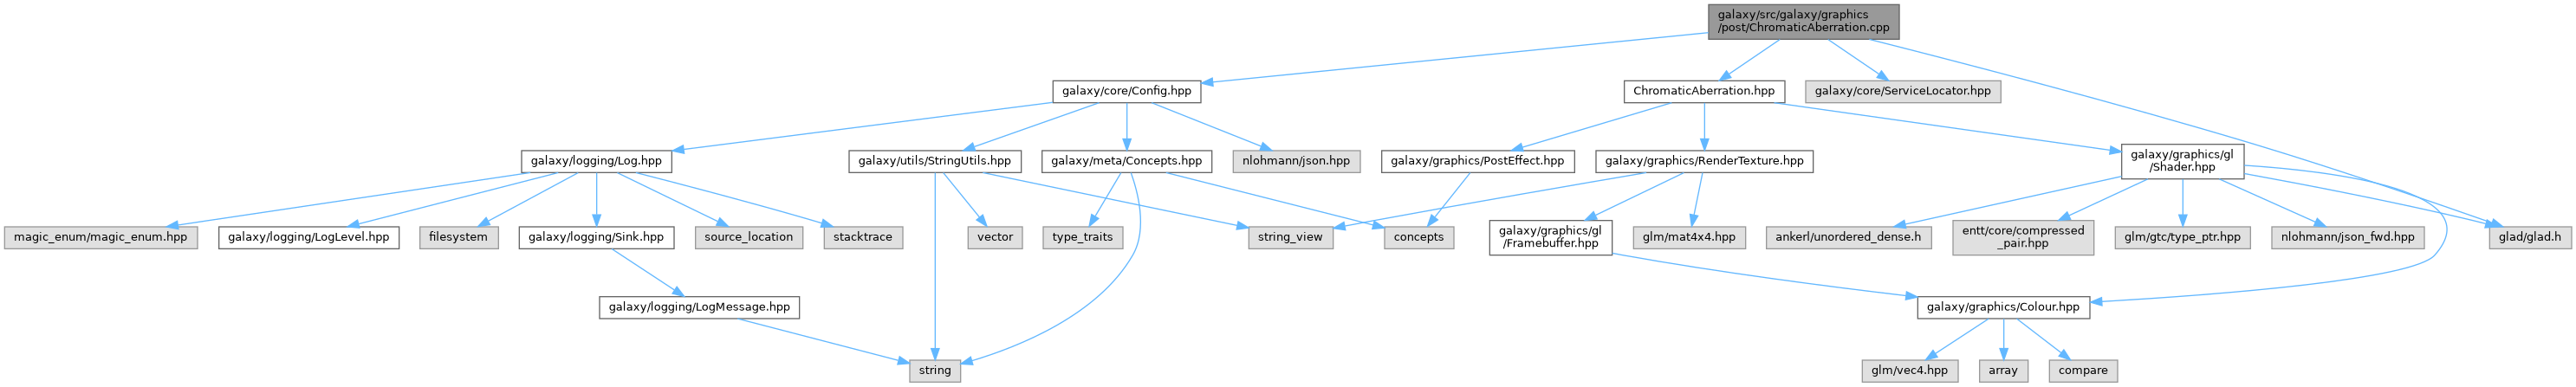 galaxy/src/galaxy/graphics
/post/ChromaticAberration.cpp
galaxy/core/Config.hpp
ChromaticAberration.hpp
galaxy/core/ServiceLocator.hpp
galaxy/logging/Log.hpp
galaxy/utils/StringUtils.hpp
galaxy/meta/Concepts.hpp
nlohmann/json.hpp
galaxy/graphics/PostEffect.hpp
galaxy/graphics/RenderTexture.hpp
galaxy/graphics/gl
/Shader.hpp
magic_enum/magic_enum.hpp
galaxy/logging/LogLevel.hpp
filesystem
galaxy/logging/Sink.hpp
source_location
stacktrace
vector
type_traits
string_view
concepts
galaxy/graphics/gl
/Framebuffer.hpp
glm/mat4x4.hpp
ankerl/unordered_dense.h
entt/core/compressed
_pair.hpp
glm/gtc/type_ptr.hpp
nlohmann/json_fwd.hpp
glad/glad.h
galaxy/logging/LogMessage.hpp
galaxy/graphics/Colour.hpp
string
glm/vec4.hpp
array
compare